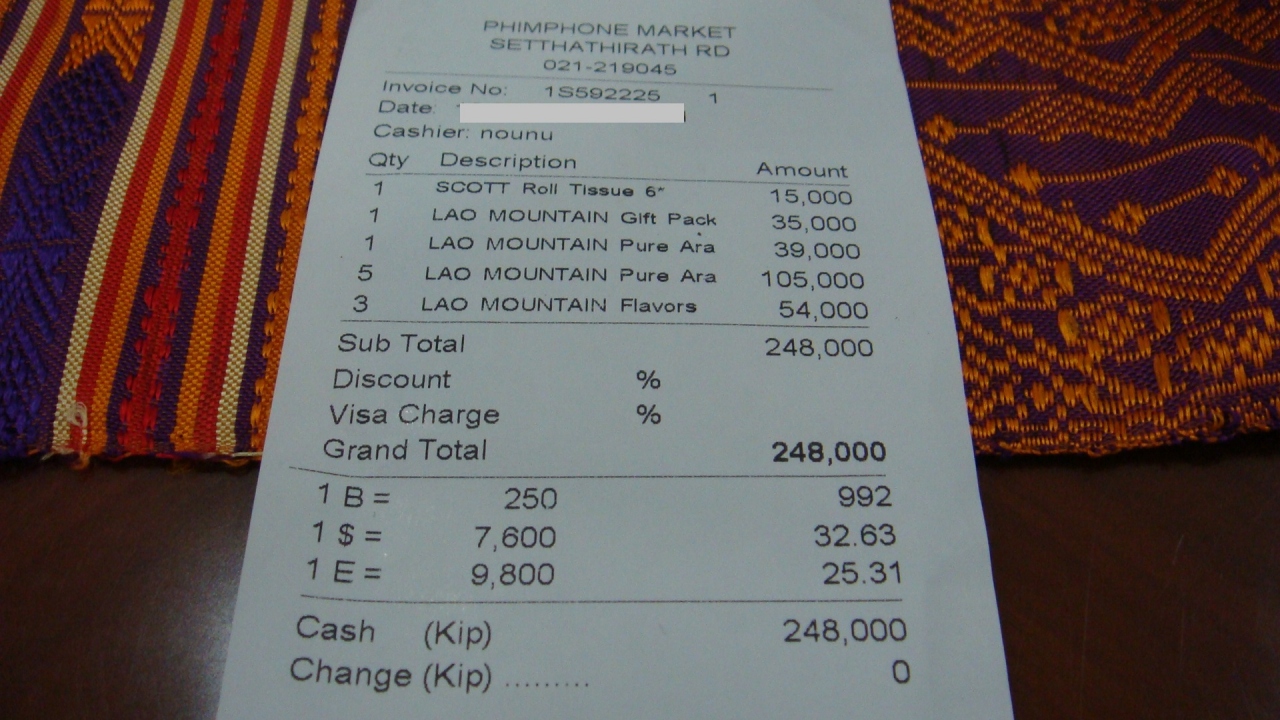 PHIMPHONE MARKET
SETTHATHIRATH RD
021-219045
Invoice No: 1S592225 1
Date:
Cashier: nounu
Qty Description Amount
1 SCOTT Roll Tissue 6* 15,000
1 LAO MOUNTAIN Gift Pack 35,000
1 LAO MOUNTAIN Pure Ara 39,000
5 LAO MOUNTAIN Pure Ara 105,000
3 LAO MOUNTAIN Flavors 54,000
Sub Total 248,000
Discount %
Visa Charge %
Grand Total 248,000
1 B = 250 992
1 $ = 7,600 32.63
1 E = 9,800 25.31
Cash (Kip) 248,000
Change (Kip) ......... 0